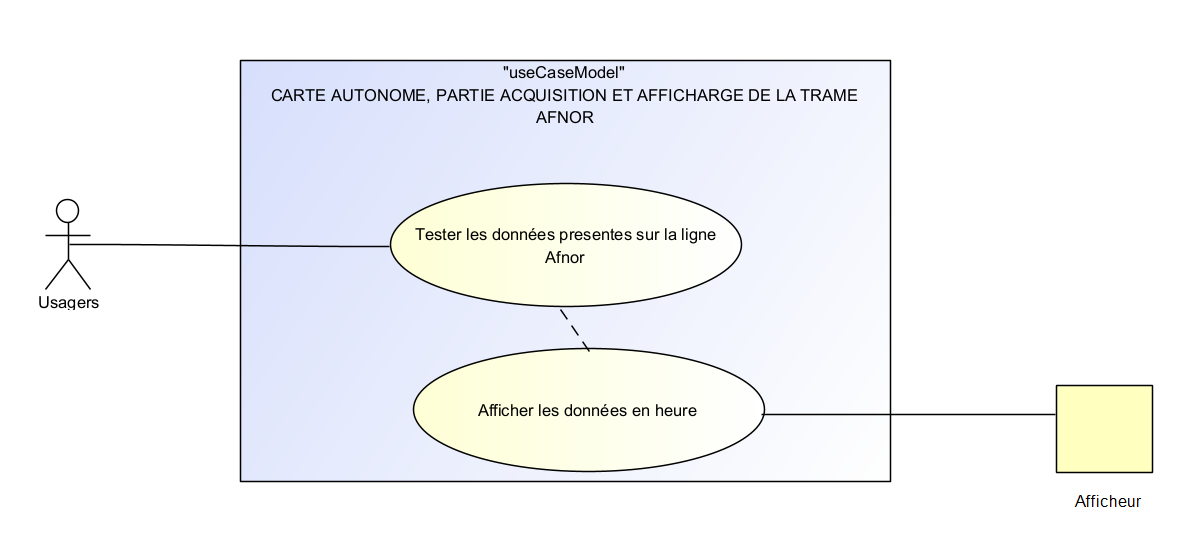 "useCaseModel"
CARTE AUTONOME, PARTIE ACQUISITION ET AFFICHARGE DE LA TRAME
AFNOR
Tester les données presentes sur la ligne
Afnor
Usagers
Afficher les données en heure
Afficheur